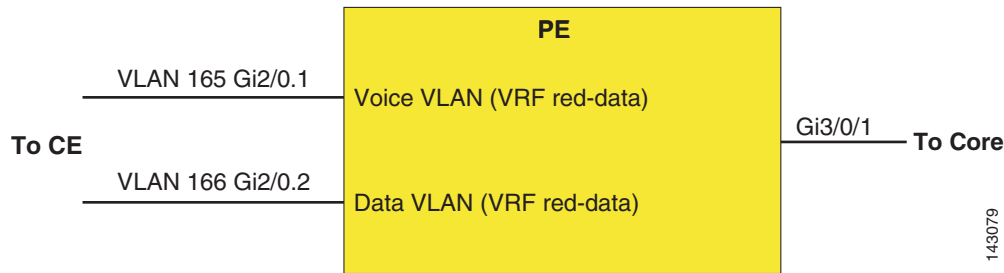 PE
VLAN 165 Gi2/0.1
Voice VLAN (VRF red-data)
Gi3/0/1
To CE
To Core
VLAN 166 Gi2/0.2
Data VLAN (VRF red-data)
143079